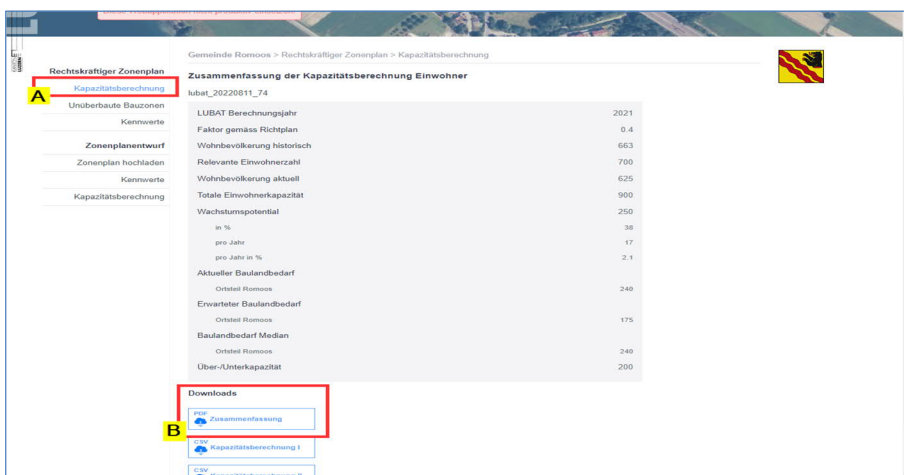 Gemeinde Romoos > Rechtskräftiger Zonenplan > Kapazitätsberechnung
Rechtskräftiger Zonenplan
A
Kapazitätsberechnung
Unüberbaute Bauzonen
Kennwerte
Zonenplanentwurf
Zonenplan hochladen
Kennwerte
Kapazitätsberechnung
Zusammenfassung der Kapazitätsberechnung Einwohner
lubat_20220811_74
LUBAT Berechnungsjahr 2021
Faktor gemäss Richtplan 0.4
Wohnbevölkerung historisch 663
Relevante Einwohnerzahl 700
Wohnbevölkerung aktuell 625
Totale Einwohnerkapazität 900
Wachstumspotential 250
in % 38
pro Jahr 17
pro Jahr in % 2.1
Aktueller Baulandbedarf
Ortsteil Romoos 240
Erwarteter Baulandbedarf
Ortsteil Romoos 175
Baulandbedarf Median
Ortsteil Romoos 240
Über-/Unterkapazität 200
Downloads
PDF
Zusammenfassung
B
CSV
Kapazitätsberechnung I
CSV